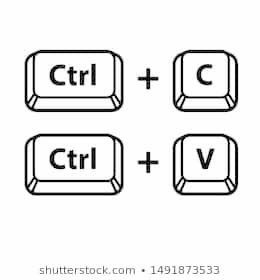 Ctrl + C
Ctrl + V
shutterstock.com • 1491873533